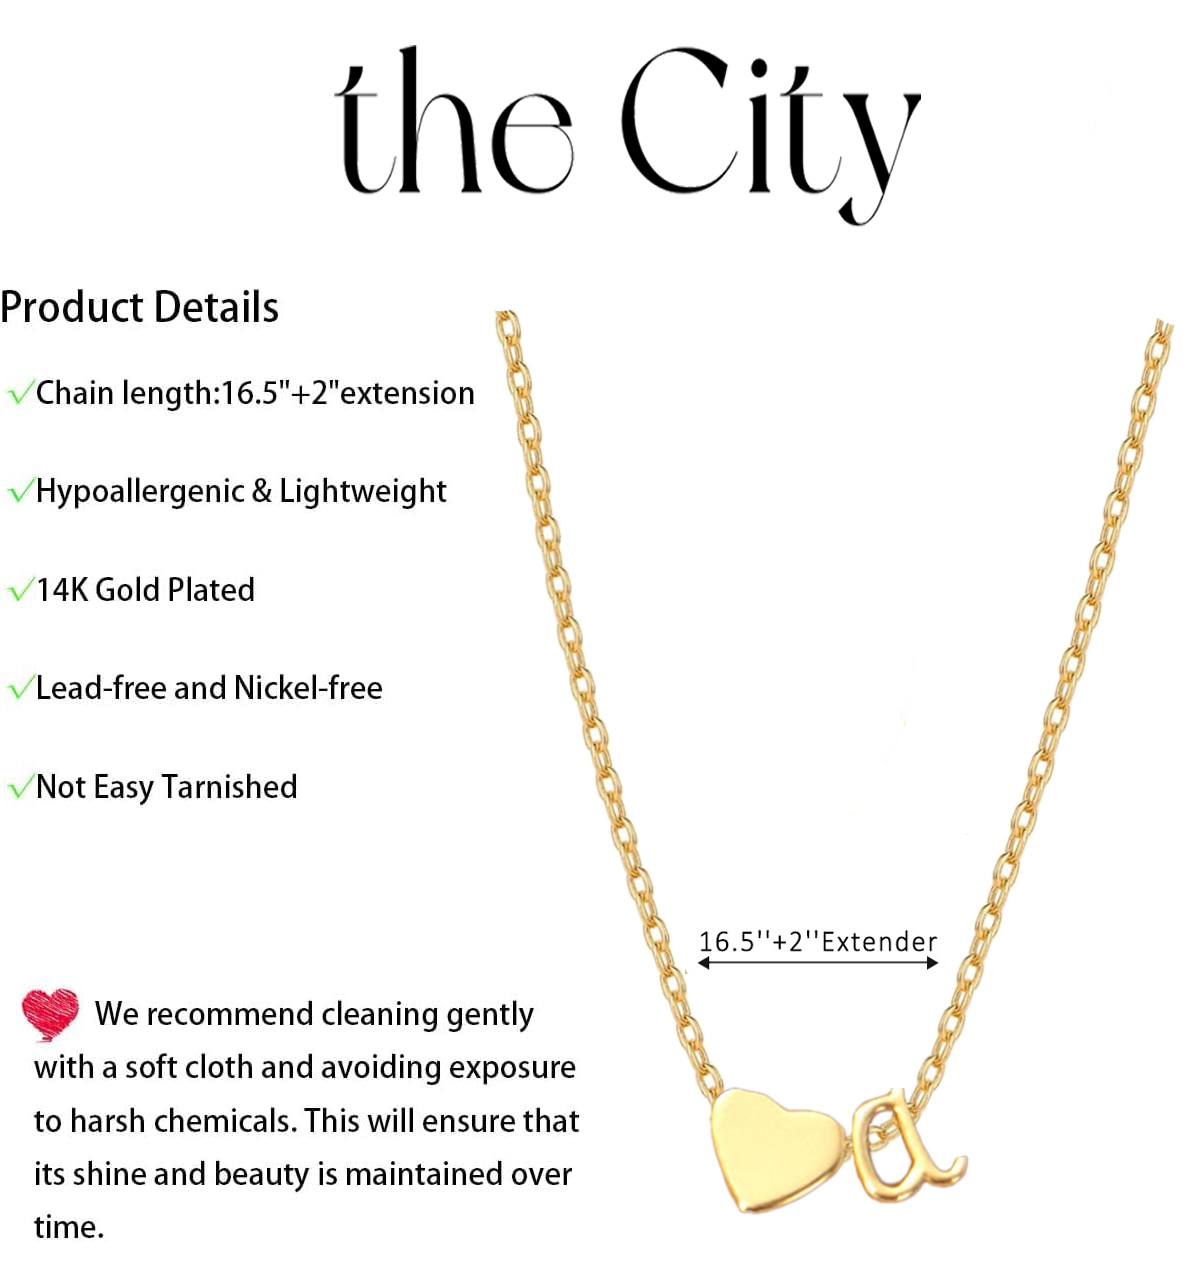 the City
Product Details
√Chain length:16.5"+2"extension
√Hypoallergenic & Lightweight
√14K Gold Plated
√Lead-free and Nickel-free
√Not Easy Tarnished
16.5''+2''Extender
We recommend cleaning gently
with a soft cloth and avoiding exposure
to harsh chemicals. This will ensure that
its shine and beauty is maintained over
time.
a